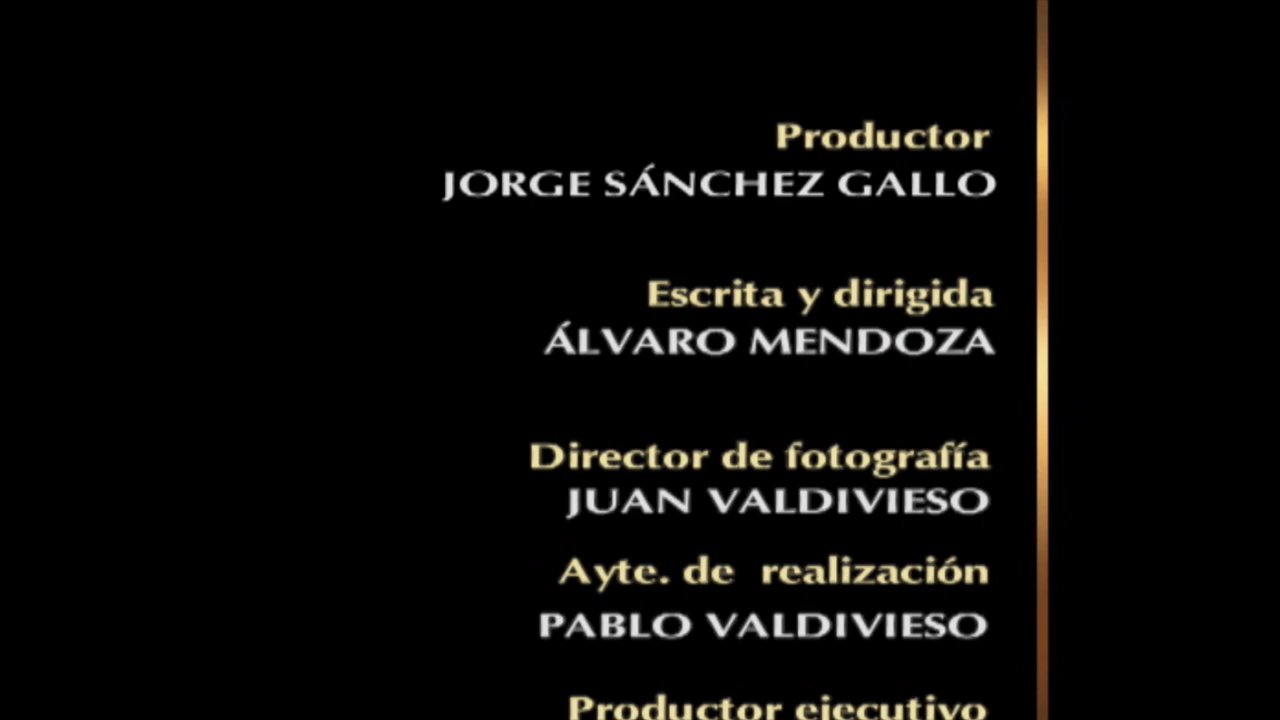 Productor
JORGE SÁNCHEZ GALLO
Escrita y dirigida
ÁLVARO MENDOZA
Director de fotografía
JUAN VALDIVIESO
Ayte. de realización
PABLO VALDIVIESO
Productor ejecutivo